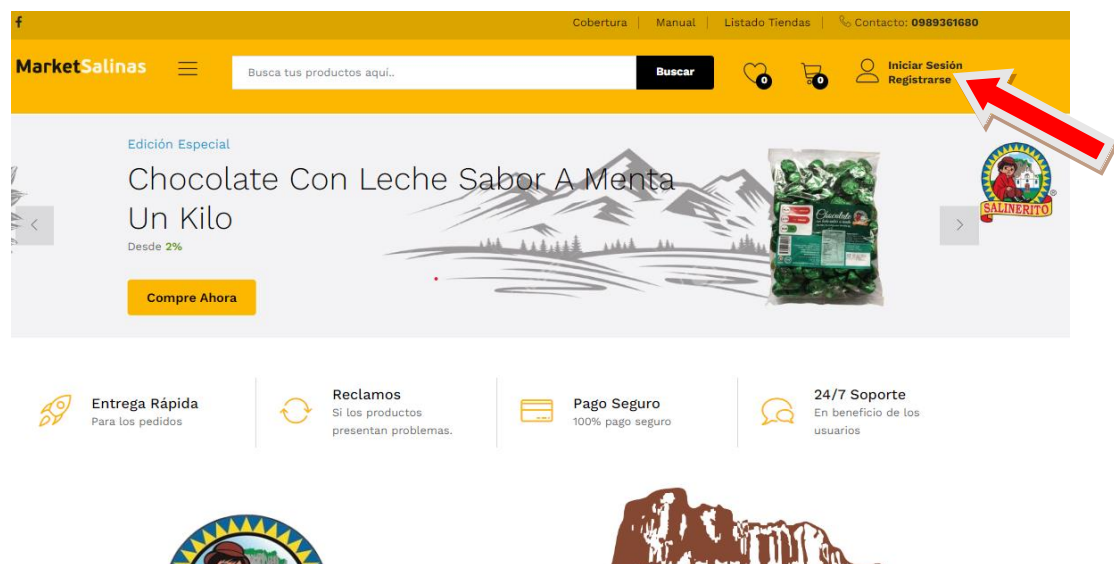 Cobertura | Manual | Listado Tiendas | Contacto: 0989361680
MarketSalinas
Busca tus productos aquí..
Buscar
0
0
Iniciar Sesión
Registrarse
Edición Especial
Chocolate Con Leche Sabor A Menta
Un Kilo
Desde 2%
Compre Ahora
Chocolate
SALINERITO
Entrega Rápida
Para los pedidos
Reclamos
Si los productos
presentan problemas.
Pago Seguro
100% pago seguro
24/7 Soporte
En beneficio de los
usuarios